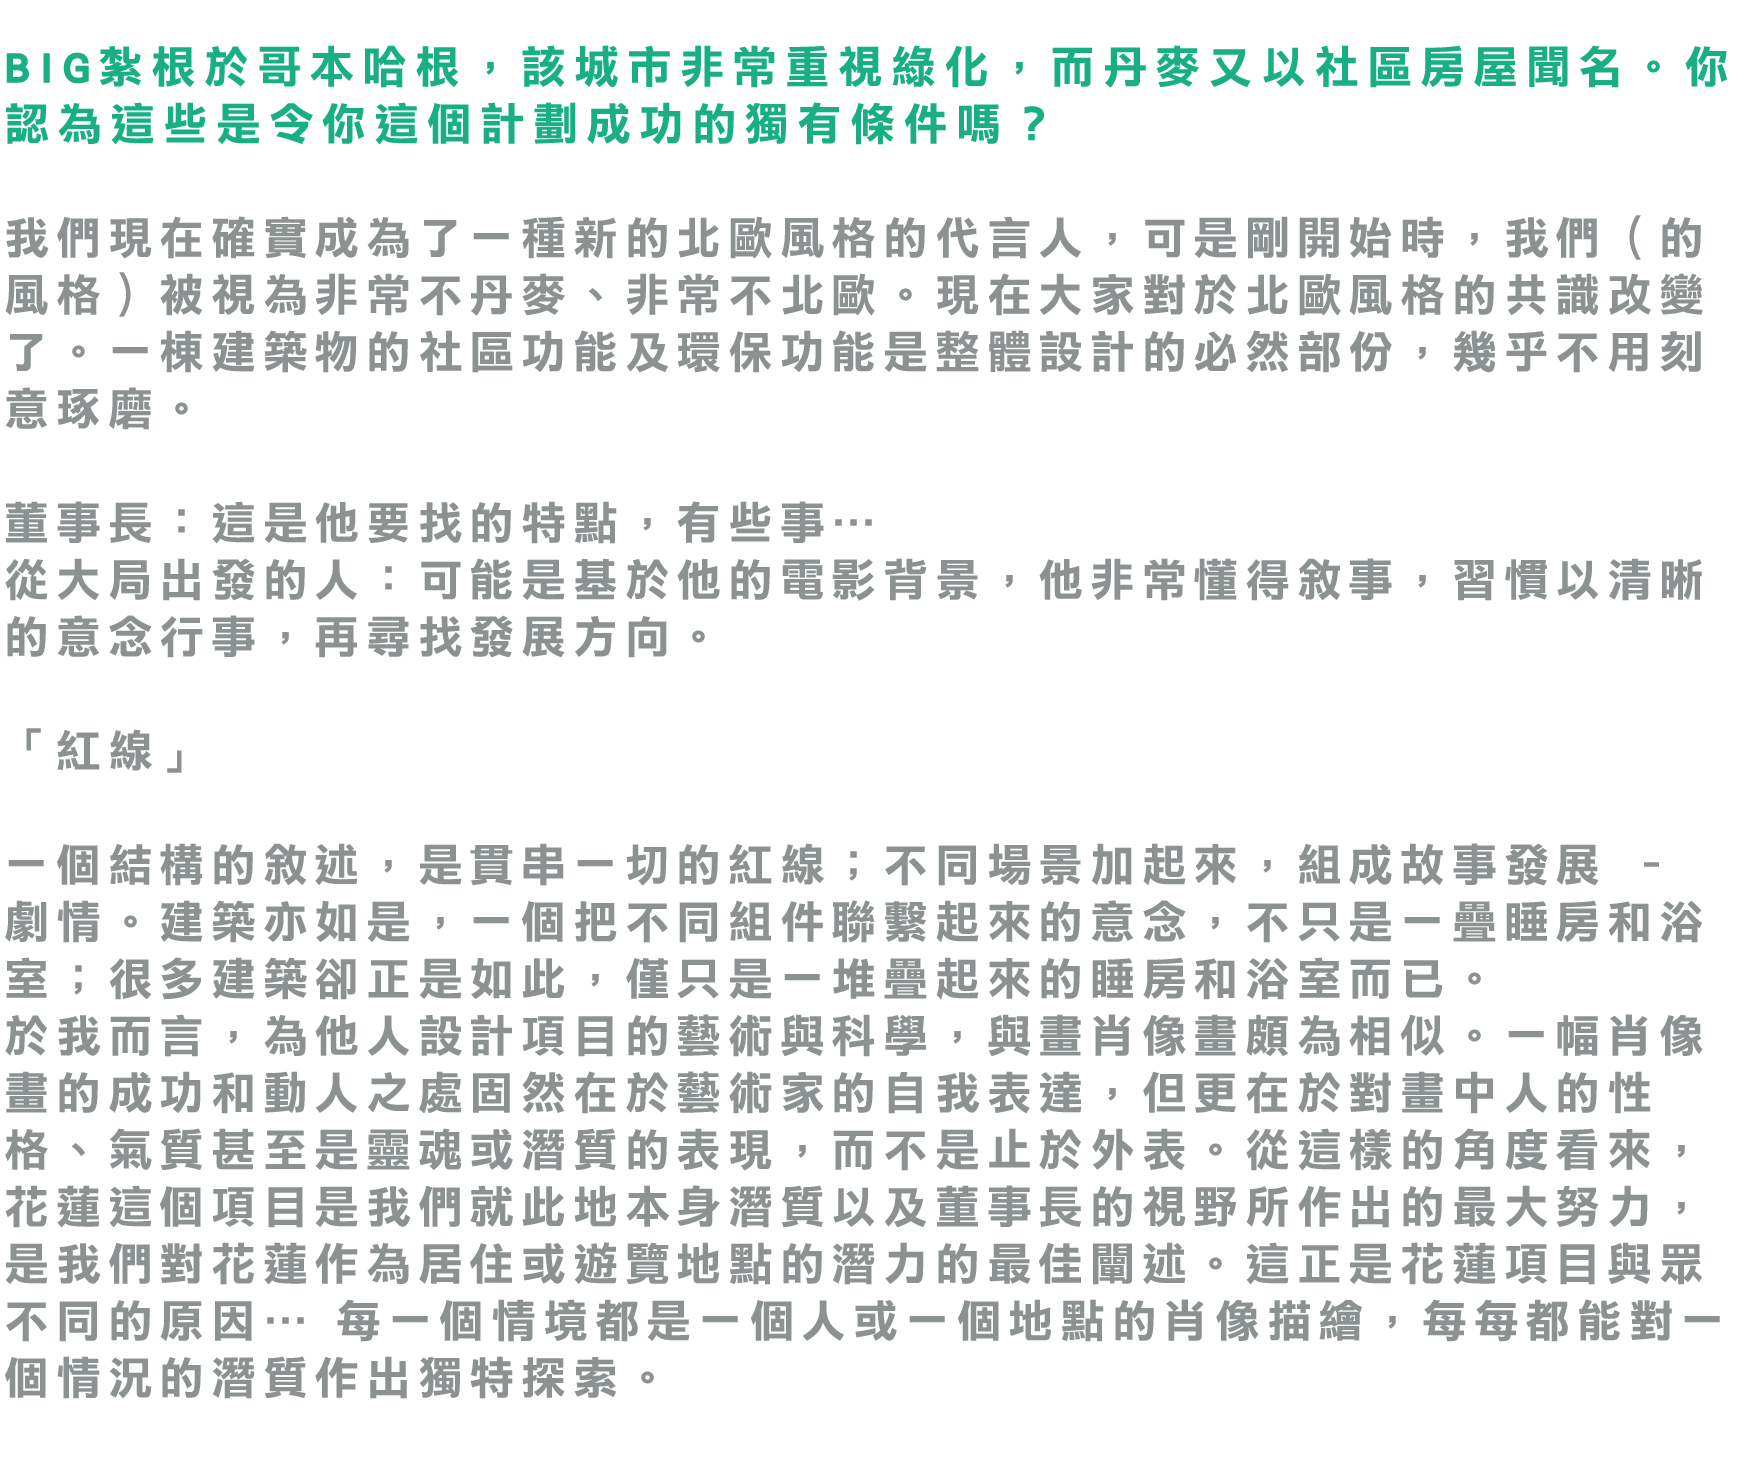 BIG紮根於哥本哈根，該城市非常重視綠化，而丹麥又以社區房屋聞名。你
認為這些是令你這個計劃成功的獨有條件嗎？
我們現在確實成為了一種新的北歐風格的代言人，可是剛開始時，我們（的
風格）被視為非常不丹麥、非常不北歐。現在大家對於北歐風格的共識改變
了。一棟建築物的社區功能及環保功能是整體設計的必然部份，幾乎不用刻
意琢磨。
董事長：這是他要找的特點，有些事…
從大局出發的人：可能是基於他的電影背景，他非常懂得敘事，習慣以清晰
的意念行事，再尋找發展方向。
「紅線」
一個結構的敘述，是貫串一切的紅線；不同場景加起來，組成故事發展 -
劇情。建築亦如是，一個把不同組件聯繫起來的意念，不只是一疊睡房和浴
室；很多建築卻正是如此，僅只是一堆疊起來的睡房和浴室而已。
於我而言，為他人設計項目的藝術與科學，與畫肖像畫頗為相似。一幅肖像
畫的成功和動人之處固然在於藝術家的自我表達，但更在於對畫中人的性
格、氣質甚至是靈魂或潛質的表現，而不是止於外表。從這樣的角度看來，
花蓮這個項目是我們就此地本身潛質以及董事長的視野所作出的最大努力，
是我們對花蓮作為居住或遊覽地點的潛力的最佳闡述。這正是花蓮項目與眾
不同的原因… 每一個情境都是一個人或一個地點的肖像描繪，每每都能對一
個情況的潛質作出獨特探索。